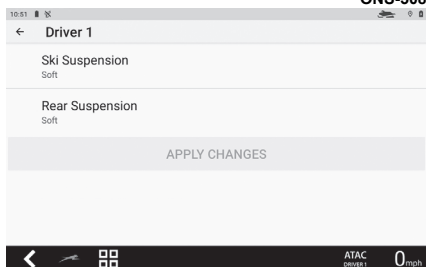 10:51
Driver 1
Ski Suspension
Soft
Rear Suspension
Soft
APPLY CHANGES
ATAC
DRIVER 1
0mph